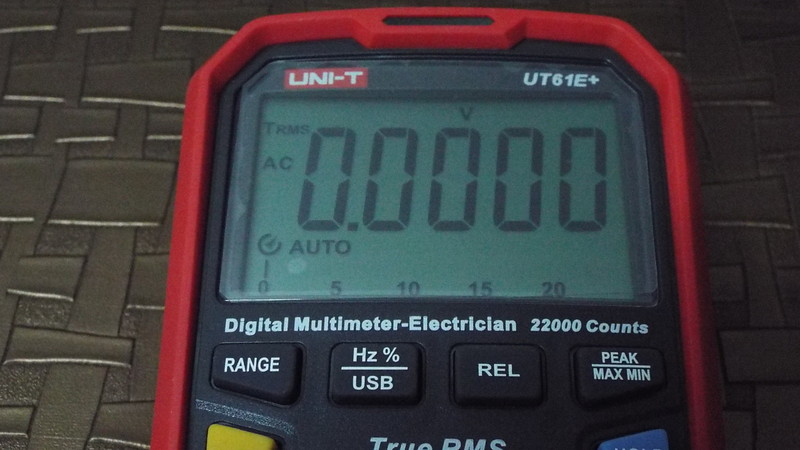 UNI-T UT61E+
V
TRMS
AC 0.0000
AUTO
0 5 10 15 20
Digital Multimeter-Electrician 22000 Counts
RANGE Hz % REL PEAK
USB MAX MIN
True RMS
HOLD